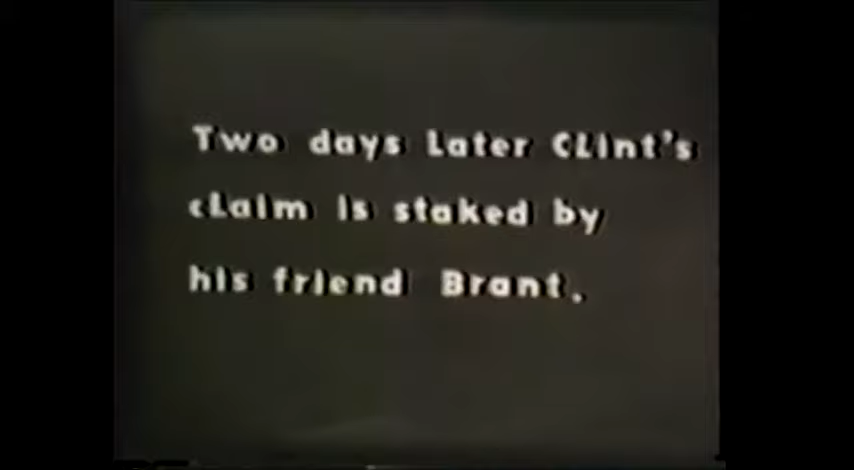 Two days Later CLint's
cLaim is staked by
his friend Brant.